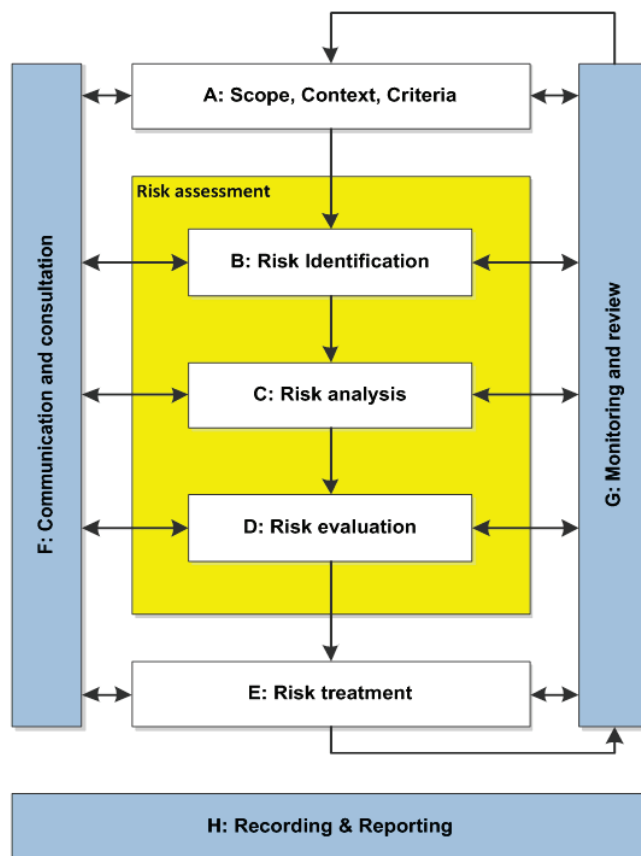 A: Scope, Context, Criteria
Risk assessment
B: Risk Identification
C: Risk analysis
D: Risk evaluation
E: Risk treatment
F: Communication and consultation
G: Monitoring and review
H: Recording & Reporting